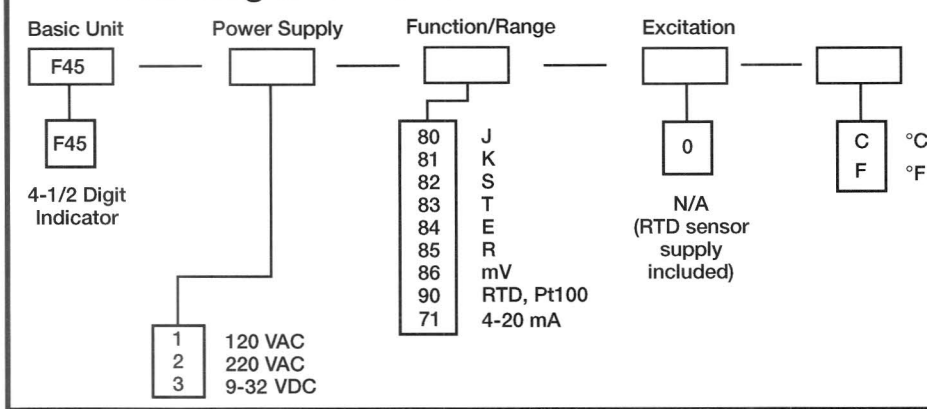 Basic Unit Power Supply Function/Range Excitation
F45
F45
4-1/2 Digit
Indicator
1 120 VAC
2 220 VAC
3 9-32 VDC
80 J
81 K
82 S
83 T
84 E
85 R
86 mV
90 RTD, Pt100
71 4-20 mA
0
N/A
(RTD sensor
supply
included)
C °C
F °F